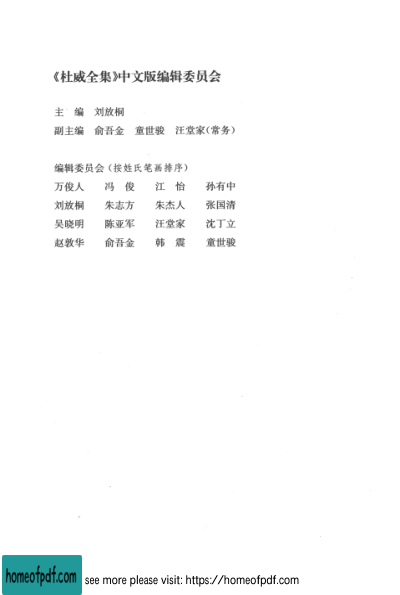 《杜威全集》中文版编辑委员会
主 编 刘放桐
副主编 俞吾金 童世骏 汪堂家(常务)
编辑委员会(按姓氏笔画排序)
万俊人 冯 俊 江 怡 孙有中
刘放桐 朱志方 朱杰人 张国清
吴晓明 陈亚军 汪堂家 沈丁立
赵敦华 俞吾金 韩 震 童世骏
homeofpdf.com see more please visit: https://homeofpdf.com